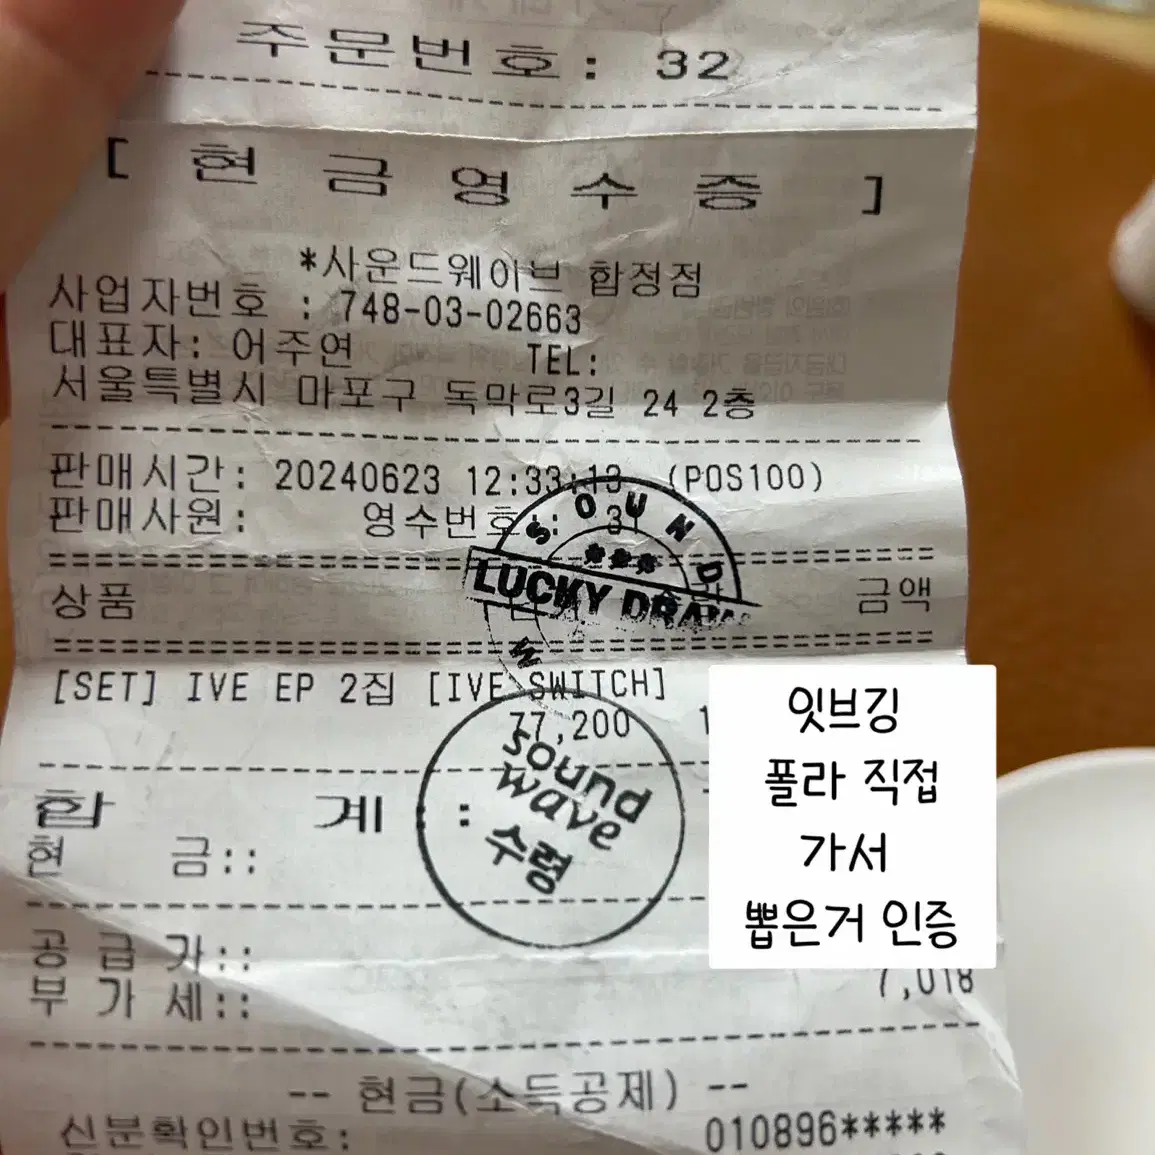 주문번호: 32
[ 현 금 영 수 증 ]
*사운드웨이브 합정점
사업자번호 : 748-03-02663
대표자: 어주연 TEL:
서울특별시 마포구 독막로3길 24 2층
판매시간: 20240623 12:33:13 (POS100)
판매사원: 영수번호: 31
상품 금액
[SET] IVE EP 2집 [IVE SWITCH]
77,200 1
합 계 :
현 금::
공 급 가::
부 가 세:: 7,018
-- 현금(소득공제) --
신분확인번호: 010896*****
SOUND
LUCKY DRAW
W
sound
wave
수령
잇브깅
폴라 직접
가서
뽑은거 인증